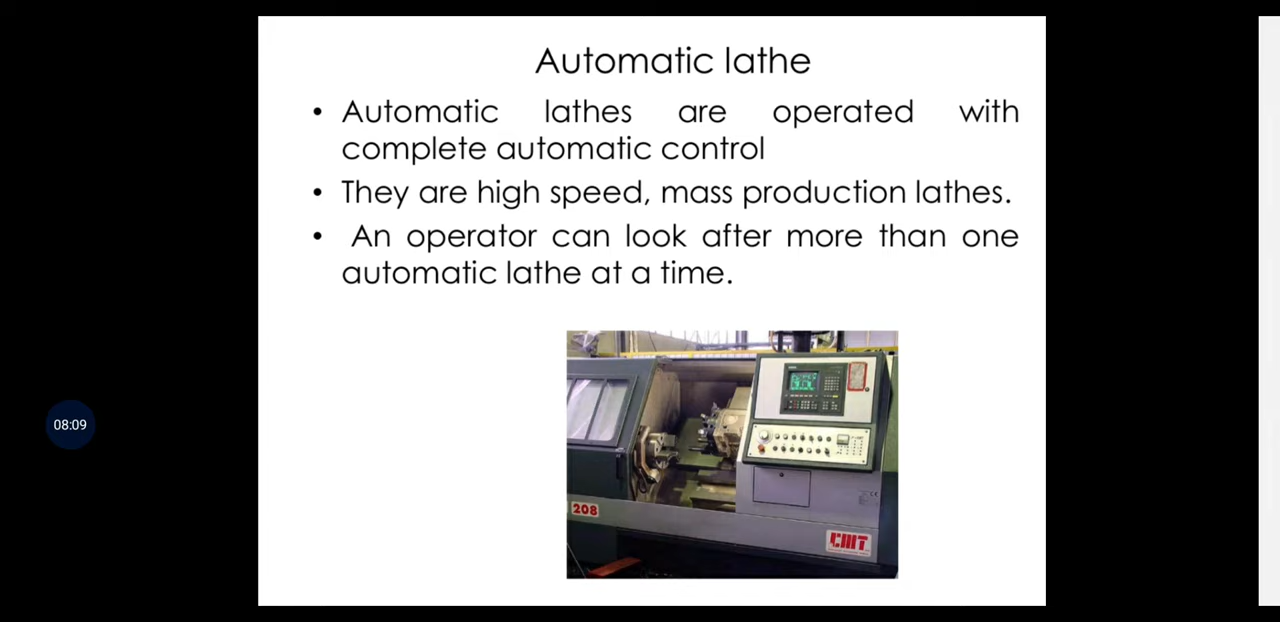 Automatic lathe
• Automatic lathes are operated with
complete automatic control
• They are high speed, mass production lathes.
• An operator can look after more than one
automatic lathe at a time.
08:09
208
CMT